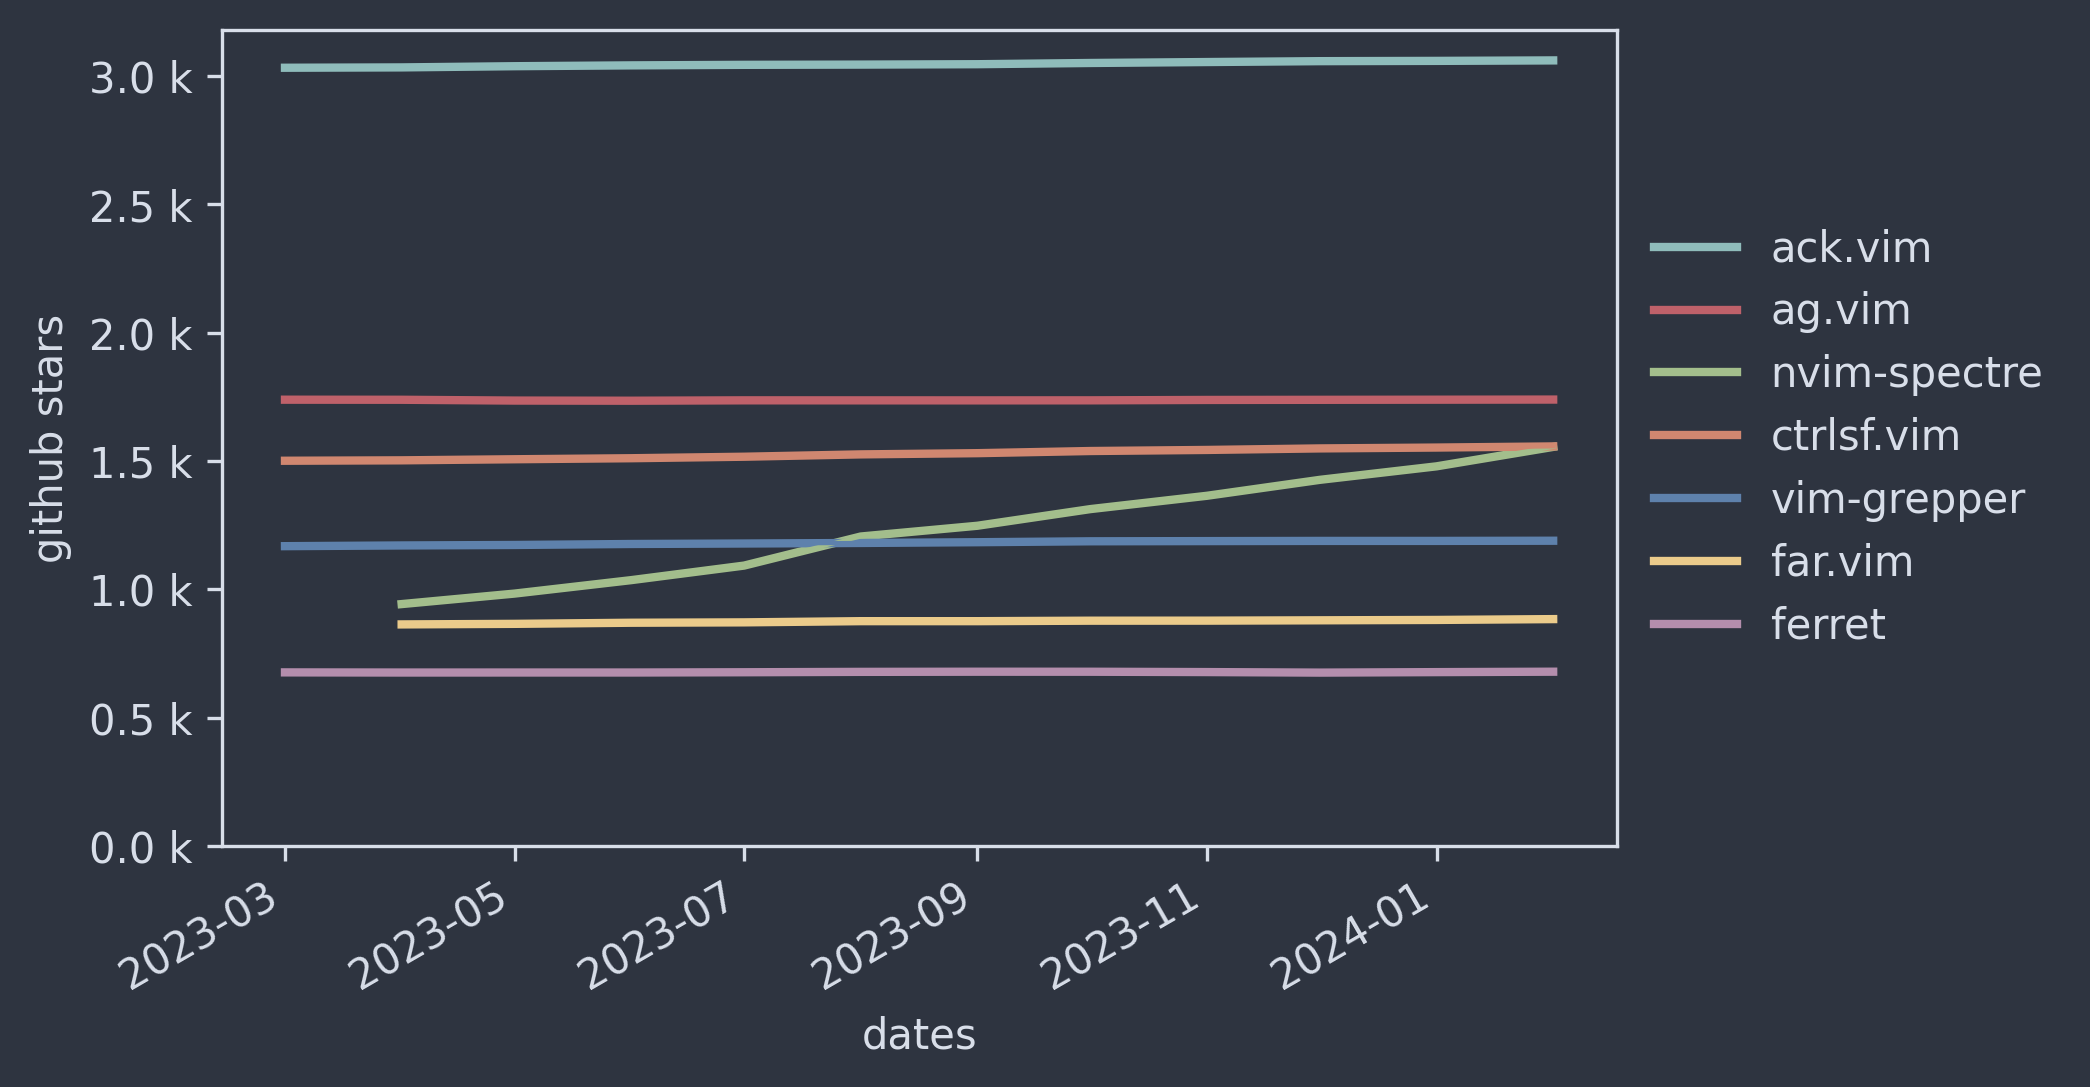 3.0 k
2.5 k
2.0 k
1.5 k
1.0 k
0.5 k
0.0 k
github stars
2023-03
2023-05
2023-07
2023-09
2023-11
2024-01
dates
ack.vim
ag.vim
nvim-spectre
ctrlsf.vim
vim-grepper
far.vim
ferret